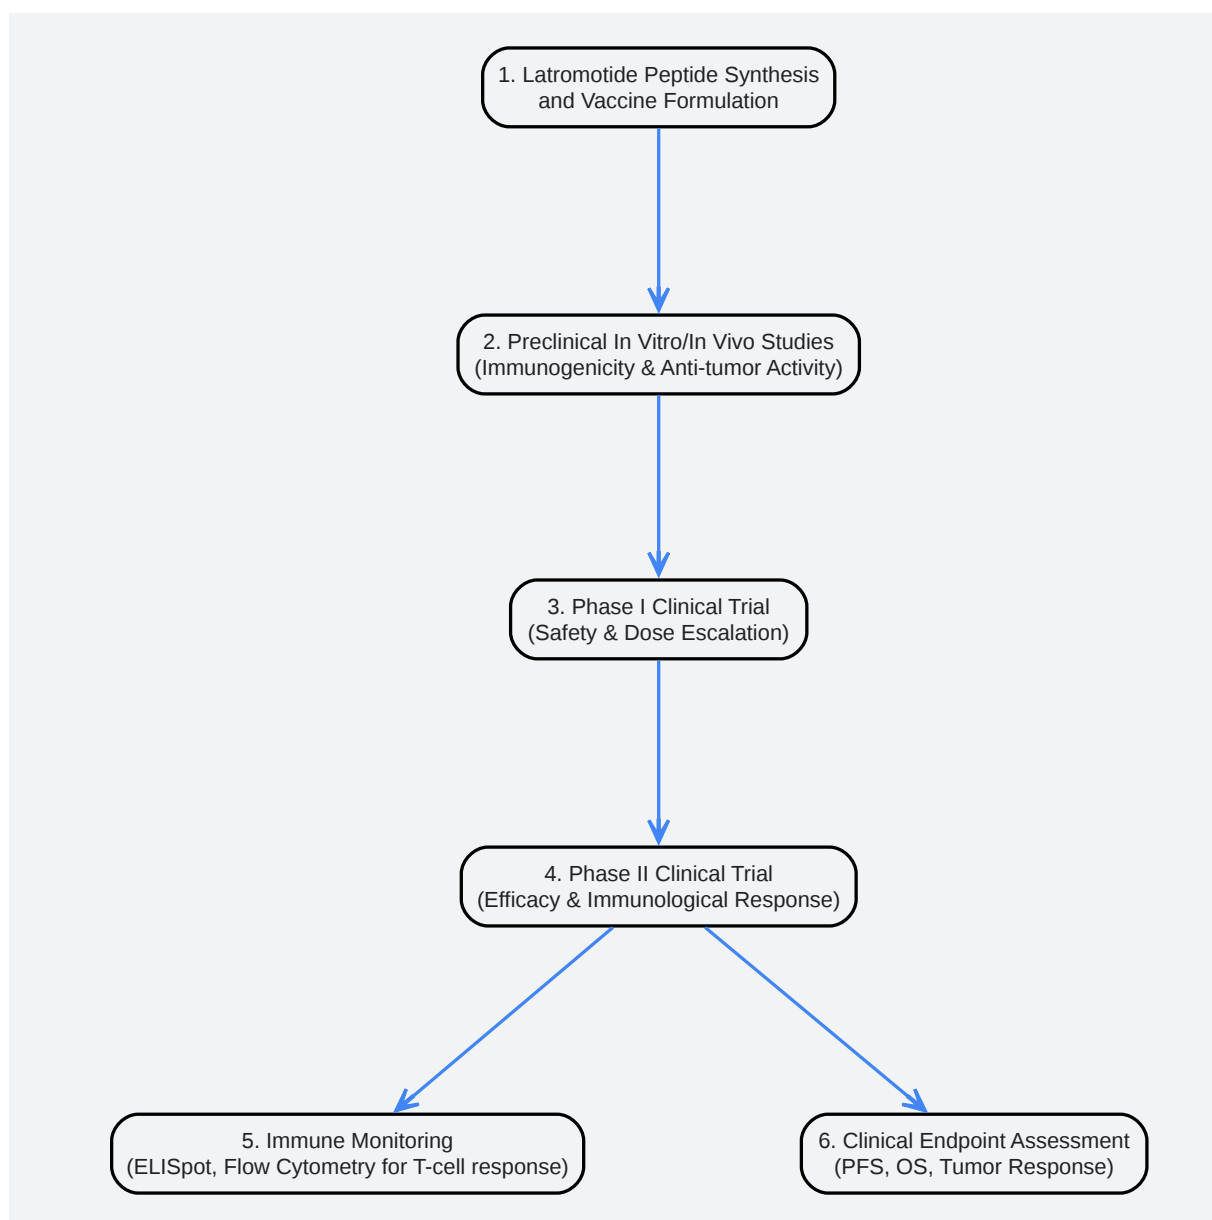 1. Latromotide Peptide Synthesis
and Vaccine Formulation
2. Preclinical In Vitro/In Vivo Studies
(Immunogenicity & Anti-tumor Activity)
3. Phase I Clinical Trial
(Safety & Dose Escalation)
4. Phase II Clinical Trial
(Efficacy & Immunological Response)
5. Immune Monitoring
(ELISpot, Flow Cytometry for T-cell response)
6. Clinical Endpoint Assessment
(PFS, OS, Tumor Response)